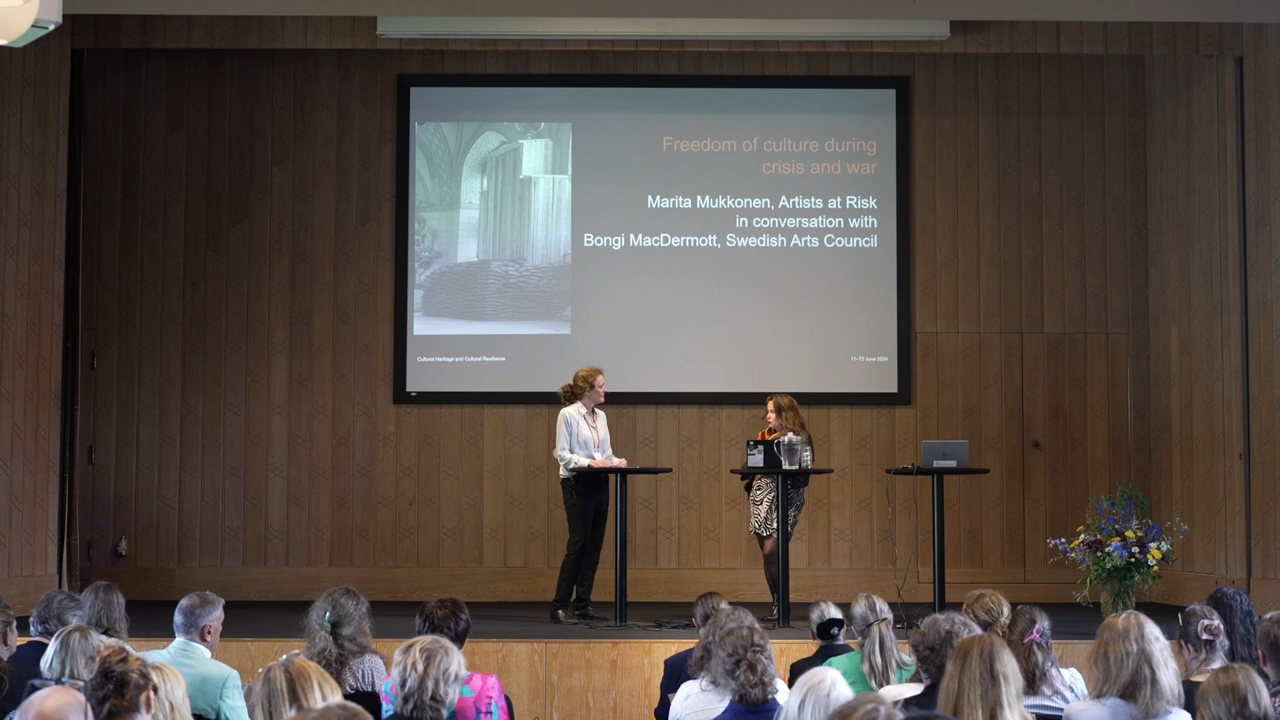 Freedom of culture during
crisis and war
Marita Mukkonen, Artists at Risk
in conversation with
Bongi MacDermott, Swedish Arts Council
Cultural Heritage and Cultural Resilience
11–12 June 2024